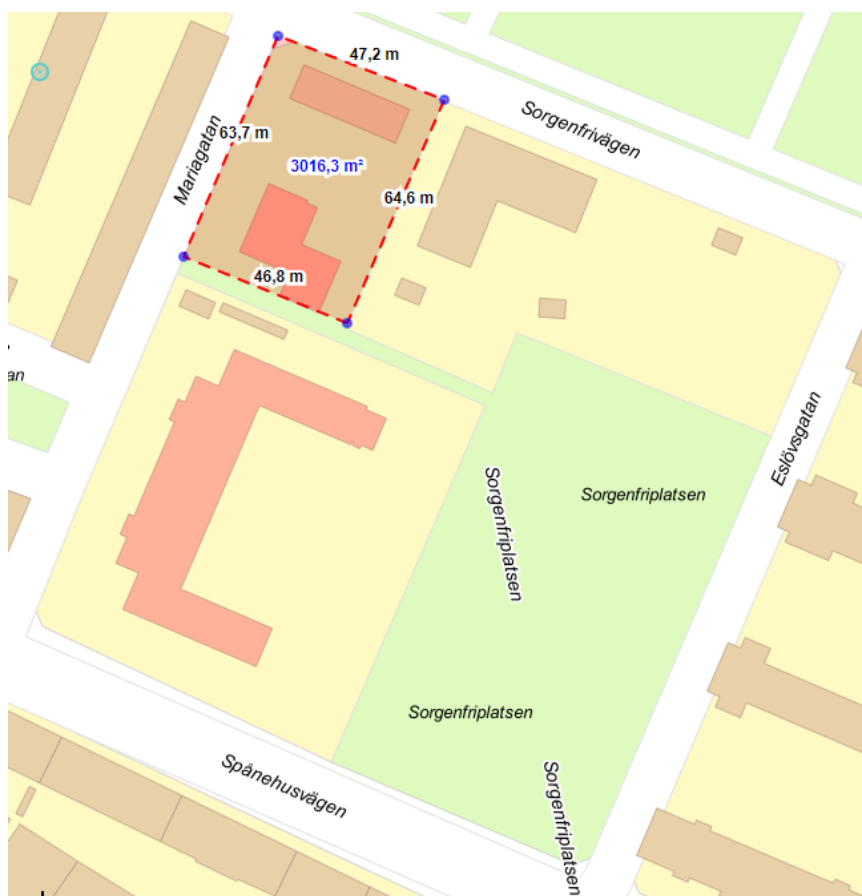 47,2 m
Sorgenfrivägen
Mariagatan
63,7 m
3016,3 m²
64,6 m
46,8 m
an
Eslövsgatan
Sorgenfriplatsen
Sorgenfriplatsen
Sorgenfriplatsen
Spånehusvägen
Sorgenfriplatsen